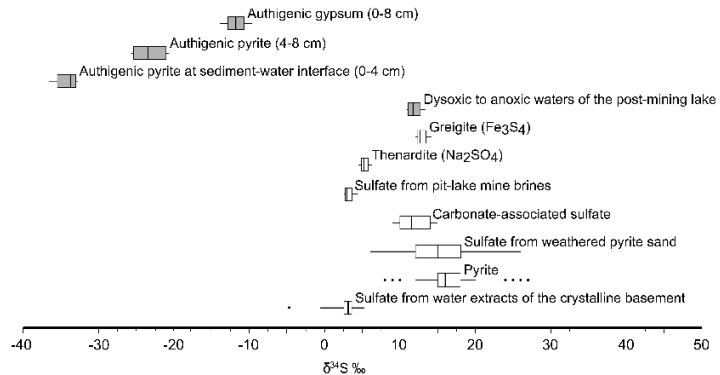 Authigenic gypsum (0-8 cm)
Authigenic pyrite (4-8 cm)
Authigenic pyrite at sediment-water interface (0-4 cm)
Dysoxic to anoxic waters of the post-mining lake
Greigite (Fe3S4)
Thenardite (Na2SO4)
Sulfate from pit-lake mine brines
Carbonate-associated sulfate
Sulfate from weathered pyrite sand
Pyrite
Sulfate from water extracts of the crystalline basement
-40 -30 -20 -10 0 10 20 30 40 50
δ³⁴S ‰